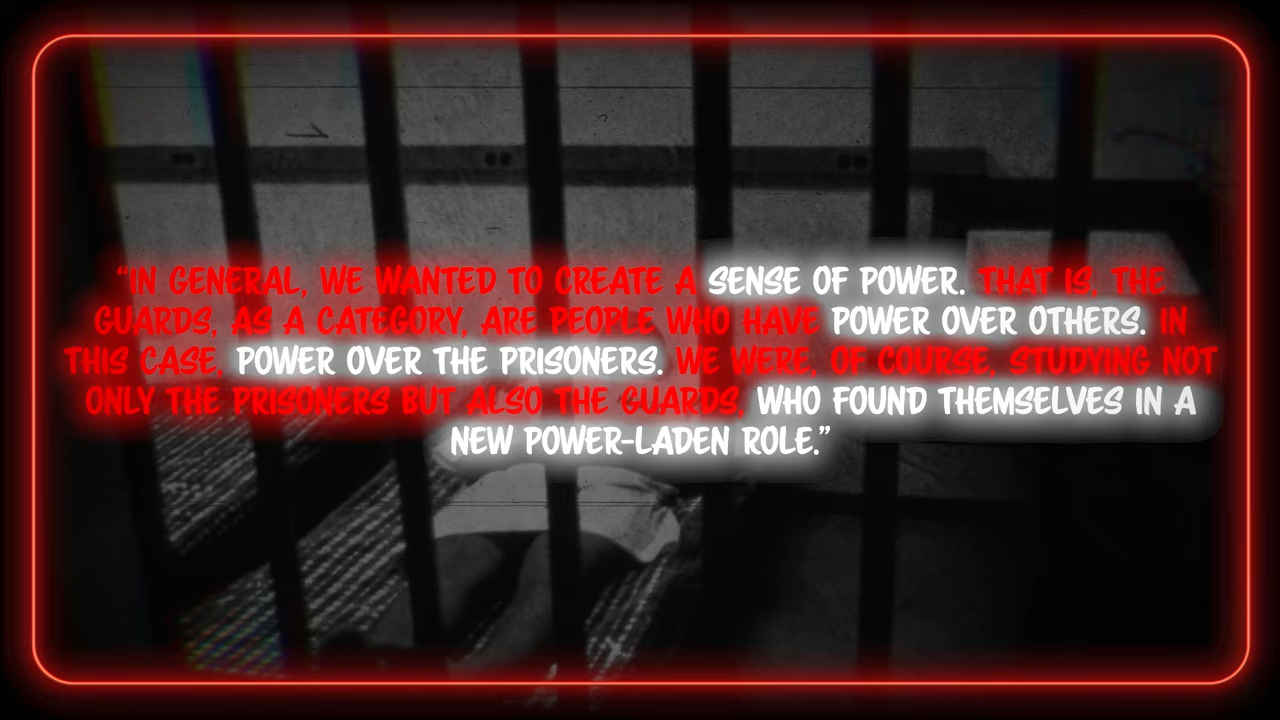 “IN GENERAL, WE WANTED TO CREATE A SENSE OF POWER. THAT IS, THE
GUARDS, AS A CATEGORY, ARE PEOPLE WHO HAVE POWER OVER OTHERS. IN
THIS CASE, POWER OVER THE PRISONERS. WE WERE, OF COURSE, STUDYING NOT
ONLY THE PRISONERS BUT ALSO THE GUARDS, WHO FOUND THEMSELVES IN A
NEW POWER-LADEN ROLE.”